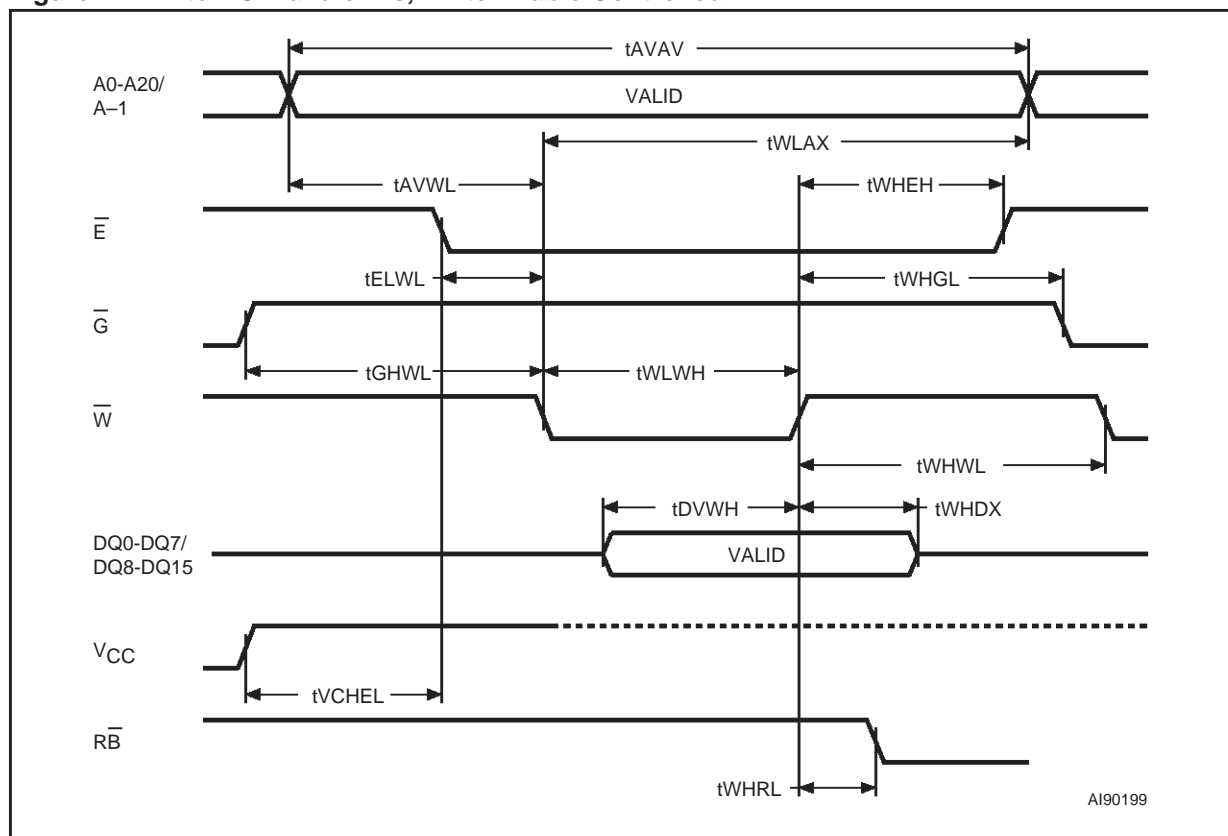 tAVAV
A0-A20/
A–1
VALID
tWLAX
tAVWL
tWHEH
E̅
tELWL
tWHGL
G̅
tGHWL
tWLWH
W̅
tWHWL
tDVWH
tWHDX
DQ0-DQ7/
DQ8-DQ15
VALID
VCC
tVCHEL
RB̅
tWHRL
AI90199